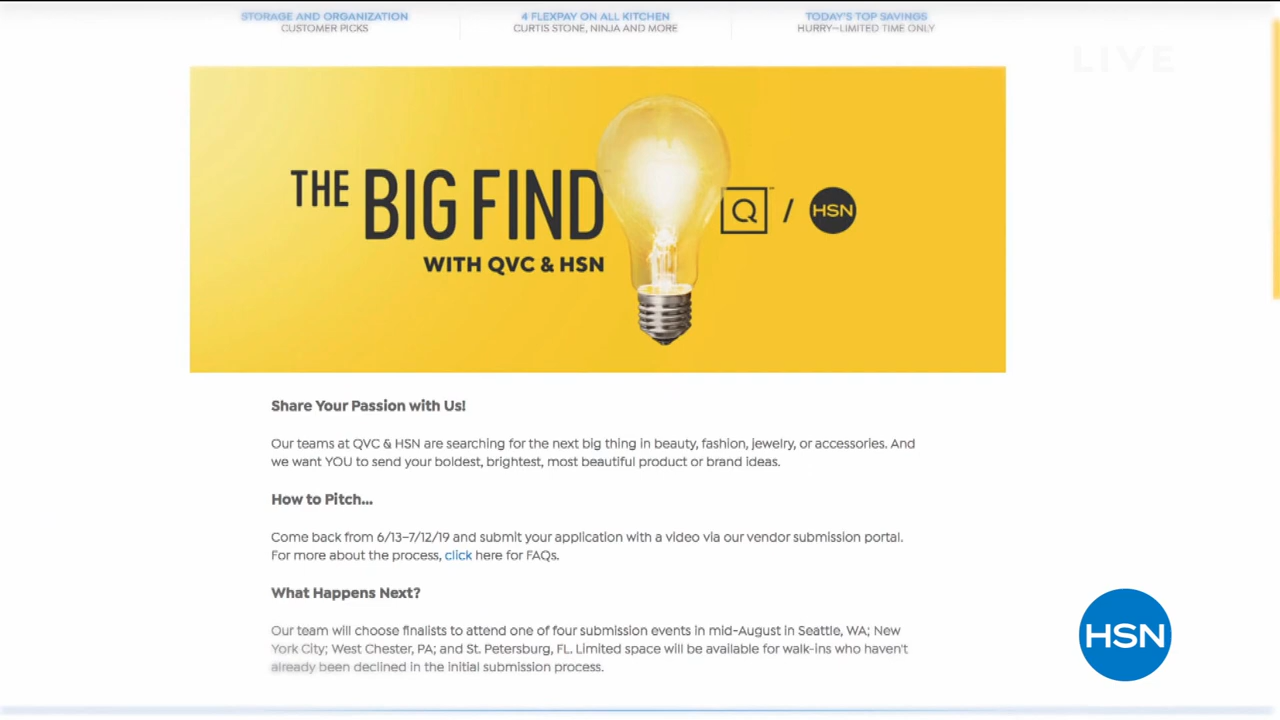 STORAGE AND ORGANIZATION
CUSTOMER PICKS
4 FLEXPAY ON ALL KITCHEN
CURTIS STONE, NINJA AND MORE
TODAY'S TOP SAVINGS
HURRY—LIMITED TIME ONLY
LIVE
THE BIG FIND
WITH QVC & HSN
Q™ / HSN
Share Your Passion with Us!
Our teams at QVC & HSN are searching for the next big thing in beauty, fashion, jewelry, or accessories. And
we want YOU to send your boldest, brightest, most beautiful product or brand ideas.
How to Pitch...
Come back from 6/13–7/12/19 and submit your application with a video via our vendor submission portal.
For more about the process, click here for FAQs.
What Happens Next?
Our team will choose finalists to attend one of four submission events in mid-August in Seattle, WA; New
York City; West Chester, PA; and St. Petersburg, FL. Limited space will be available for walk-ins who haven't
already been declined in the initial submission process.
HSN